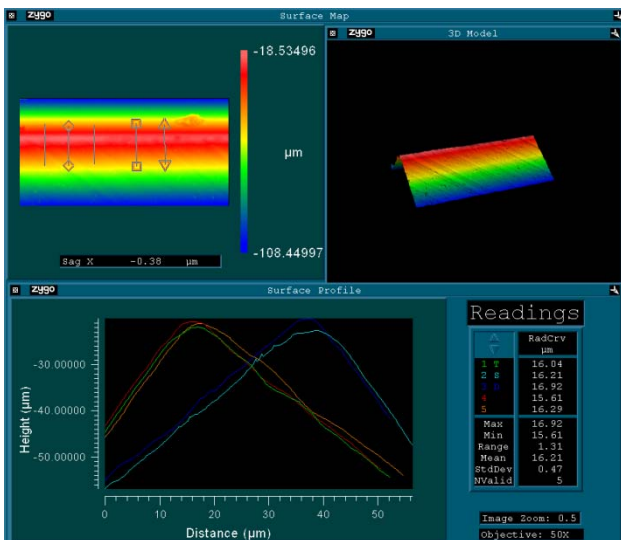 zygo Surface Map
-18.53496
µm
-108.44997
Sag X -0.38 µm
zygo 3D Model
zygo Surface Profile
Height (µm)
-30.00000
-40.00000
-50.00000
0 10 20 30 40 50
Distance (µm)
Readings
RadCrv
µm
1 T 16.04
2 S 16.21
3 D 16.92
4 15.61
5 16.29
Max 16.92
Min 15.61
Range 1.31
Mean 16.21
StdDev 0.47
NValid 5
Image Zoom: 0.5
Objective: 50X